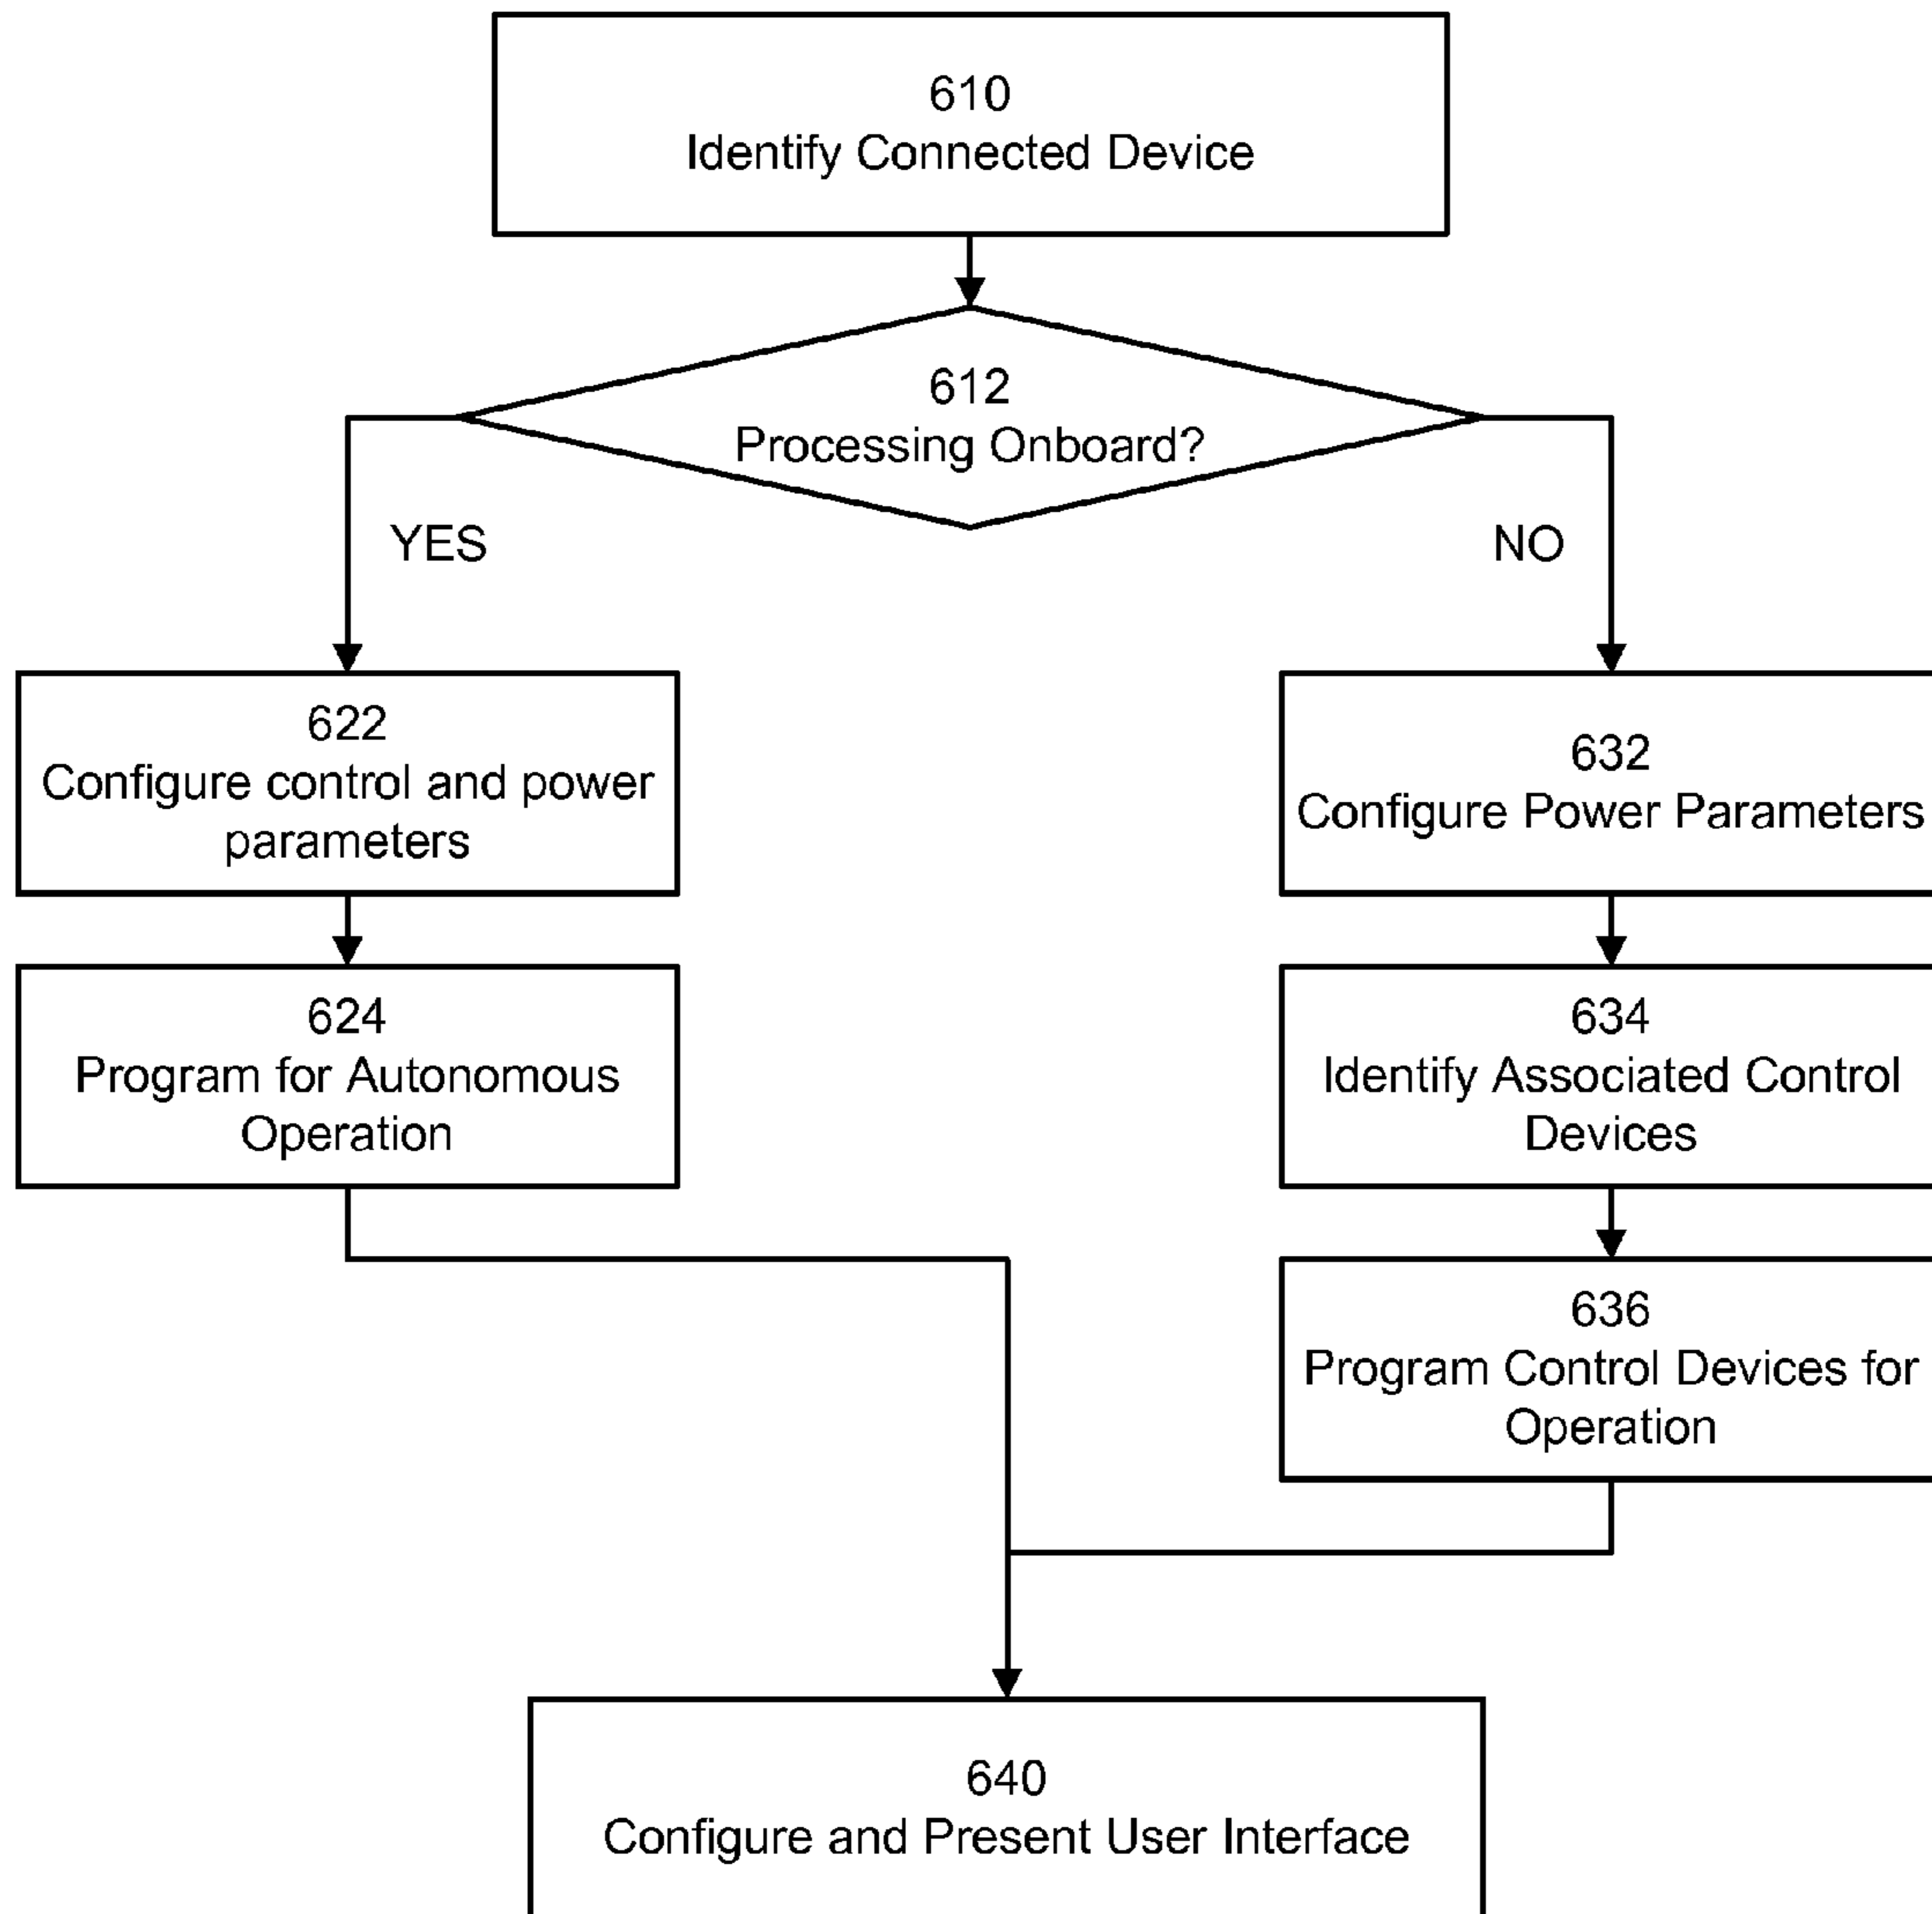 610
Identify Connected Device
612
Processing Onboard?
YES
NO
622
Configure control and power
parameters
632
Configure Power Parameters
624
Program for Autonomous
Operation
634
Identify Associated Control
Devices
636
Program Control Devices for
Operation
640
Configure and Present User Interface